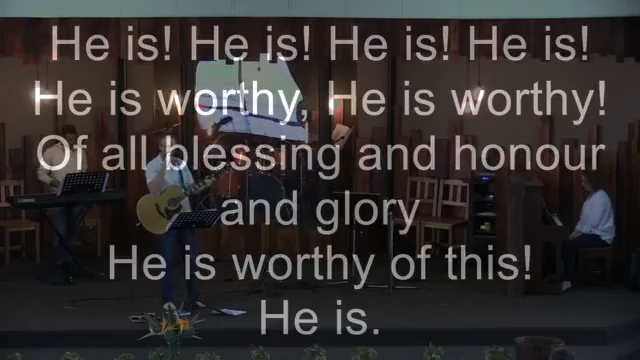 He is! He is! He is! He is!
He is worthy, He is worthy!
Of all blessing and honour
and glory
He is worthy of this!
He is.